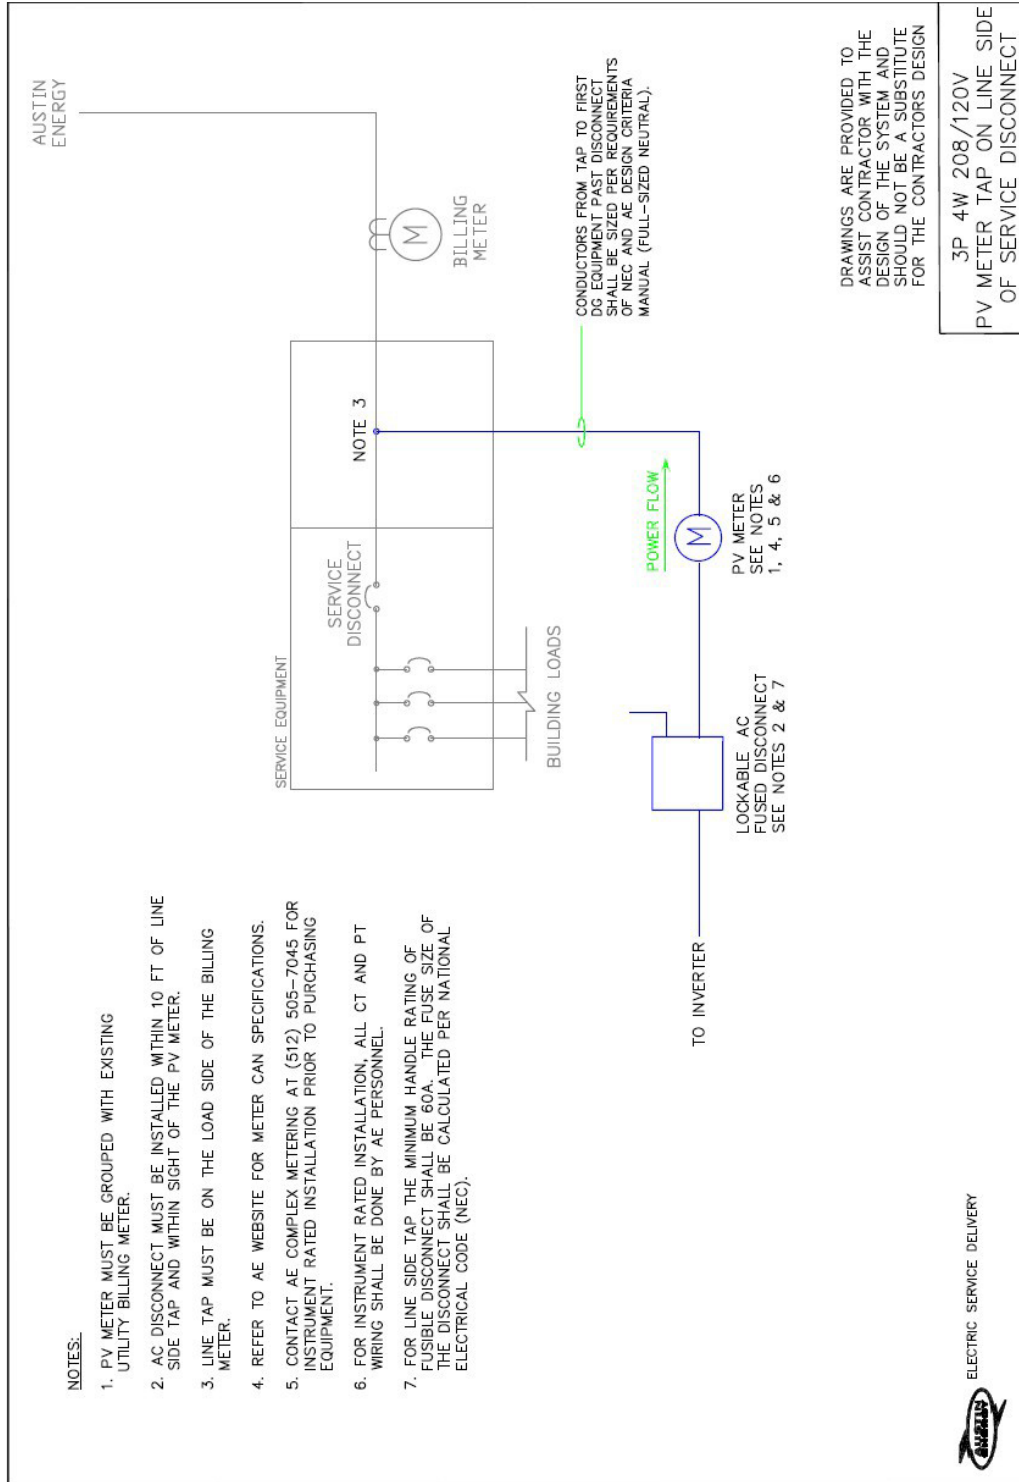 NOTES:
1. PV METER MUST BE GROUPED WITH EXISTING
UTILITY BILLING METER.
2. AC DISCONNECT MUST BE INSTALLED WITHIN 10 FT OF LINE
SIDE TAP AND WITHIN SIGHT OF THE PV METER.
3. LINE TAP MUST BE ON THE LOAD SIDE OF THE BILLING
METER.
4. REFER TO AE WEBSITE FOR METER CAN SPECIFICATIONS.
5. CONTACT AE COMPLEX METERING AT (512) 505-7045 FOR
INSTRUMENT RATED INSTALLATION PRIOR TO PURCHASING
EQUIPMENT.
6. FOR INSTRUMENT RATED INSTALLATION, ALL CT AND PT
WIRING SHALL BE DONE BY AE PERSONNEL.
7. FOR LINE SIDE TAP THE MINIMUM HANDLE RATING OF
FUSIBLE DISCONNECT SHALL BE 60A. THE FUSE SIZE OF
THE DISCONNECT SHALL BE CALCULATED PER NATIONAL
ELECTRICAL CODE (NEC).
AUSTIN
ENERGY
M
BILLING
METER
SERVICE EQUIPMENT
SERVICE
DISCONNECT
NOTE 3
BUILDING LOADS
CONDUCTORS FROM TAP TO FIRST
DG EQUIPMENT PAST DISCONNECT
SHALL BE SIZED PER REQUIREMENTS
OF NEC AND AE DESIGN CRITERIA
MANUAL (FULL-SIZED NEUTRAL).
POWER FLOW
M
PV METER
SEE NOTES
1, 4, 5 & 6
LOCKABLE AC
FUSED DISCONNECT
SEE NOTES 2 & 7
TO INVERTER
DRAWINGS ARE PROVIDED TO
ASSIST CONTRACTOR WITH THE
DESIGN OF THE SYSTEM AND
SHOULD NOT BE A SUBSTITUTE
FOR THE CONTRACTORS DESIGN
AUSTIN
ENERGY
ELECTRIC SERVICE DELIVERY
3P 4W 208/120V
PV METER TAP ON LINE SIDE
OF SERVICE DISCONNECT